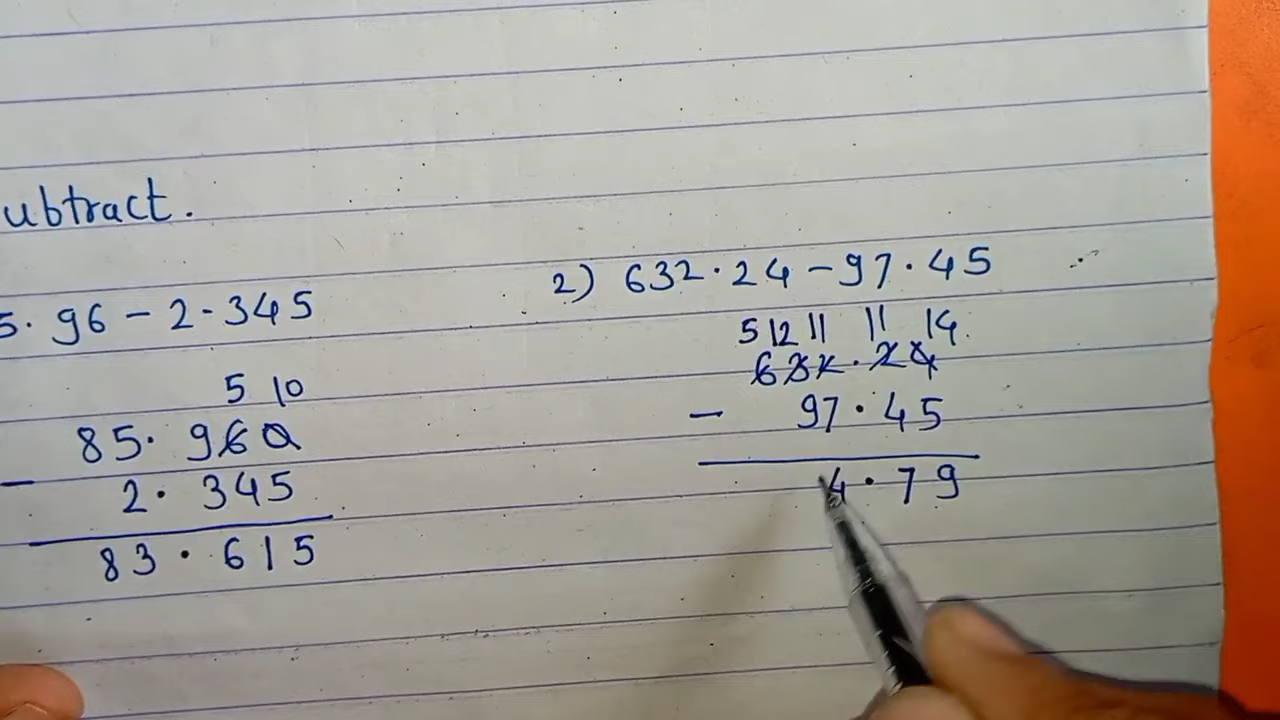 ubtract.
5.96 - 2.345
5 10
85.960
- 2.345
83.615
2) 632.24 - 97.45
5 12 11 11 14
632.24
- 97.45
4.79